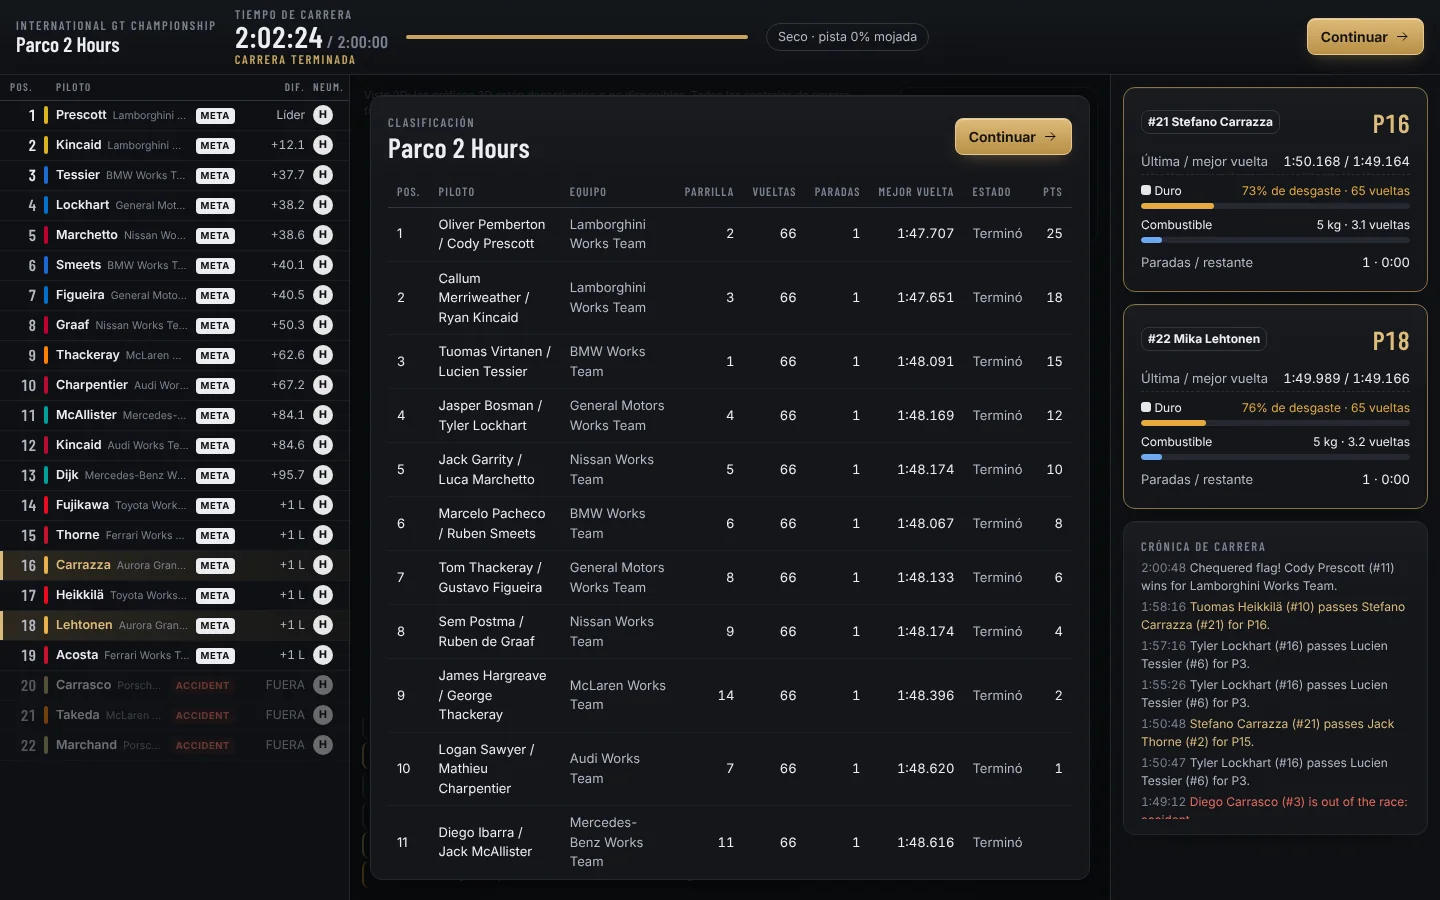 INTERNATIONAL GT CHAMPIONSHIP
Parco 2 Hours
TIEMPO DE CARRERA
2:02:24 / 2:00:00
CARRERA TERMINADA
Seco · pista 0% mojada
Continuar →
POS. PILOTO DIF. NEUM.
1 Prescott Lamborghini ... META Líder H
2 Kincaid Lamborghini ... META +12.1 H
3 Tessier BMW Works T... META +37.7 H
4 Lockhart General Mot... META +38.2 H
5 Marchetto Nissan Wo... META +38.6 H
6 Smeets BMW Works T... META +40.1 H
7 Figueira General Moto... META +40.5 H
8 Graaf Nissan Works Te... META +50.3 H
9 Thackeray McLaren ... META +62.6 H
10 Charpentier Audi Wor... META +67.2 H
11 McAllister Mercedes-... META +84.1 H
12 Kincaid Audi Works Te... META +84.6 H
13 Dijk Mercedes-Benz W... META +95.7 H
14 Fujikawa Toyota Work... META +1 L H
15 Thorne Ferrari Works ... META +1 L H
16 Carrazza Aurora Gran... META +1 L H
17 Heikkilä Toyota Works... META +1 L H
18 Lehtonen Aurora Gran... META +1 L H
19 Acosta Ferrari Works T... META +1 L H
20 Carrasco Porsch... ACCIDENT FUERA H
21 Takeda McLaren ... ACCIDENT FUERA H
22 Marchand Porsc... ACCIDENT FUERA H
CLASIFICACIÓN
Parco 2 Hours
Continuar →
POS. PILOTO EQUIPO PARRILLA VUELTAS PARADAS MEJOR VUELTA ESTADO PTS
1 Oliver Pemberton / Cody Prescott Lamborghini Works Team 2 66 1 1:47.707 Terminó 25
2 Callum Merriweather / Ryan Kincaid Lamborghini Works Team 3 66 1 1:47.651 Terminó 18
3 Tuomas Virtanen / Lucien Tessier BMW Works Team 1 66 1 1:48.091 Terminó 15
4 Jasper Bosman / Tyler Lockhart General Motors Works Team 4 66 1 1:48.169 Terminó 12
5 Jack Garrity / Luca Marchetto Nissan Works Team 5 66 1 1:48.174 Terminó 10
6 Marcelo Pacheco / Ruben Smeets BMW Works Team 6 66 1 1:48.067 Terminó 8
7 Tom Thackeray / Gustavo Figueira General Motors Works Team 8 66 1 1:48.133 Terminó 6
8 Sem Postma / Ruben de Graaf Nissan Works Team 9 66 1 1:48.174 Terminó 4
9 James Hargreave / George Thackeray McLaren Works Team 14 66 1 1:48.396 Terminó 2
10 Logan Sawyer / Mathieu Charpentier Audi Works Team 7 66 1 1:48.620 Terminó 1
11 Diego Ibarra / Jack McAllister Mercedes-Benz Works Team 11 66 1 1:48.616 Terminó
#21 Stefano Carrazza P16
Última / mejor vuelta 1:50.168 / 1:49.164
Duro 73% de desgaste · 65 vueltas
Combustible 5 kg · 3.1 vueltas
Paradas / restante 1 · 0:00
#22 Mika Lehtonen P18
Última / mejor vuelta 1:49.989 / 1:49.166
Duro 76% de desgaste · 65 vueltas
Combustible 5 kg · 3.2 vueltas
Paradas / restante 1 · 0:00
CRÓNICA DE CARRERA
2:00:48 Chequered flag! Cody Prescott (#11)
wins for Lamborghini Works Team.
1:58:16 Tuomas Heikkilä (#10) passes Stefano
Carrazza (#21) for P16.
1:57:16 Tyler Lockhart (#16) passes Lucien
Tessier (#6) for P3.
1:55:26 Tyler Lockhart (#16) passes Lucien
Tessier (#6) for P3.
1:50:48 Stefano Carrazza (#21) passes Jack
Thorne (#2) for P15.
1:50:47 Tyler Lockhart (#16) passes Lucien
Tessier (#6) for P3.
1:49:12 Diego Carrasco (#3) is out of the race:
accident